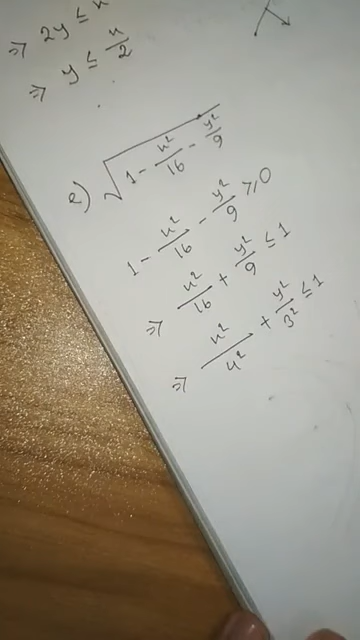 ⇒ 2y ≤ x
⇒ y ≤ x/2
e) √(1 - x²/16 - y²/9)
1 - x²/16 - y²/9 ≥ 0
⇒ x²/16 + y²/9 ≤ 1
⇒ x²/4² + y²/3² ≤ 1